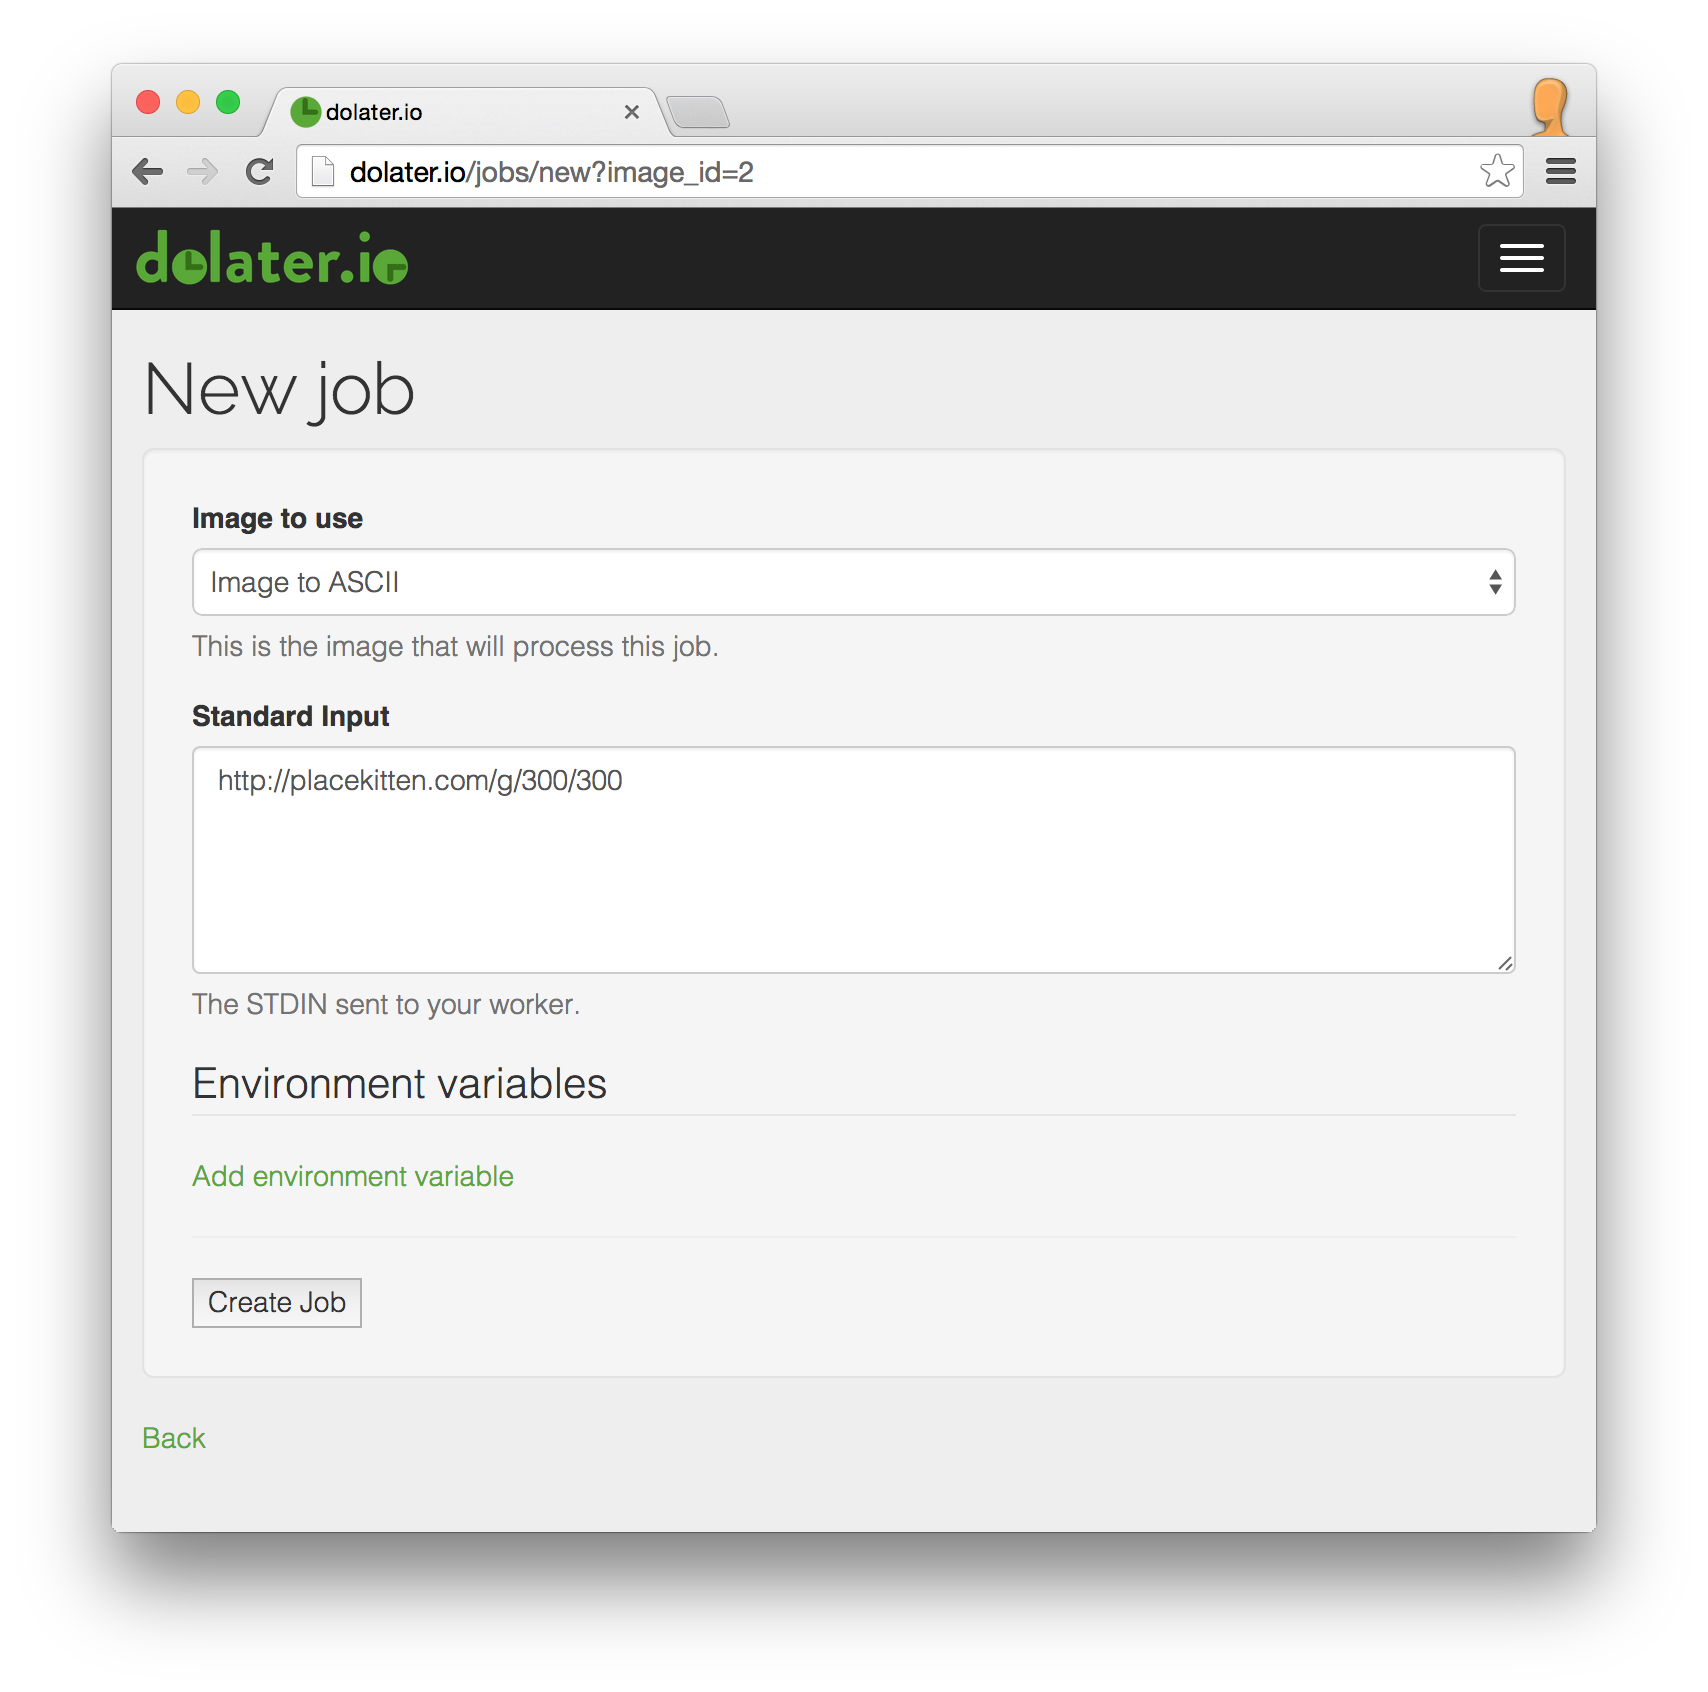 dolater.io
dolater.io/jobs/new?image_id=2
dolater.io
New job
Image to use
Image to ASCII
This is the image that will process this job.
Standard Input
http://placekitten.com/g/300/300
The STDIN sent to your worker.
Environment variables
Add environment variable
Create Job
Back